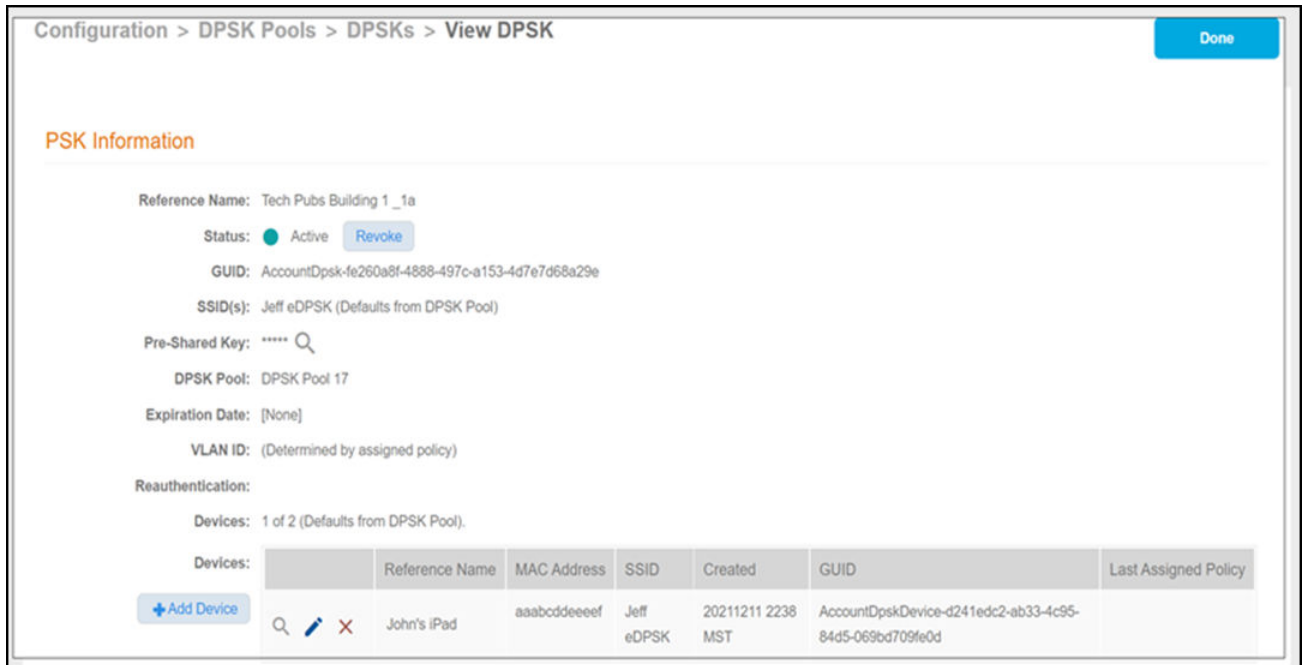 Configuration > DPSK Pools > DPSKs > View DPSK
Done
PSK Information
Reference Name: Tech Pubs Building 1 _1a
Status: Active Revoke
GUID: AccountDpsk-fe260a8f-4888-497c-a153-4d7e7d68a29e
SSID(s): Jeff eDPSK (Defaults from DPSK Pool)
Pre-Shared Key: *****
DPSK Pool: DPSK Pool 17
Expiration Date: [None]
VLAN ID: (Determined by assigned policy)
Reauthentication:
Devices: 1 of 2 (Defaults from DPSK Pool).
Devices:
+Add Device
Reference Name MAC Address SSID Created GUID Last Assigned Policy
John's iPad aaabcddeeeef Jeff eDPSK 20211211 2238 MST AccountDpskDevice-d241edc2-ab33-4c95-84d5-069bd709fe0d